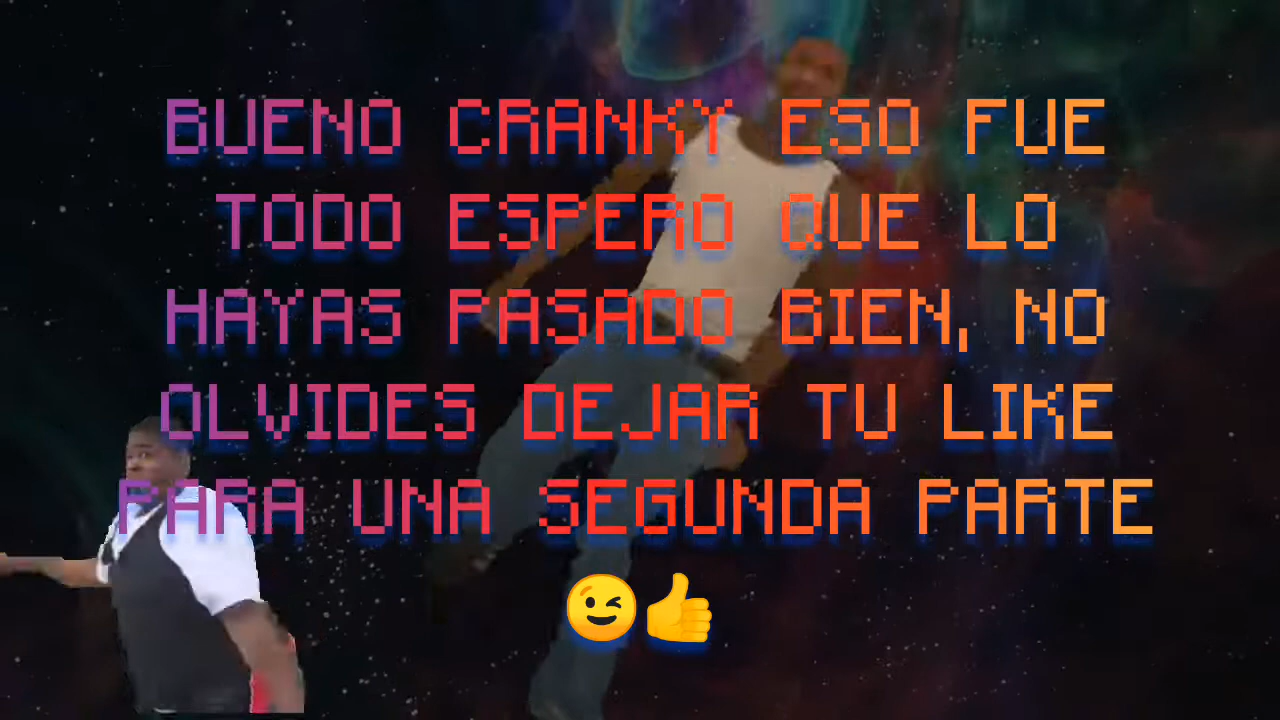 BUENO CRANKY ESO FUE
TODO ESPERO QUE LO
HAYAS PASADO BIEN, NO
OLVIDES DEJAR TU LIKE
PARA UNA SEGUNDA PARTE
😉👍